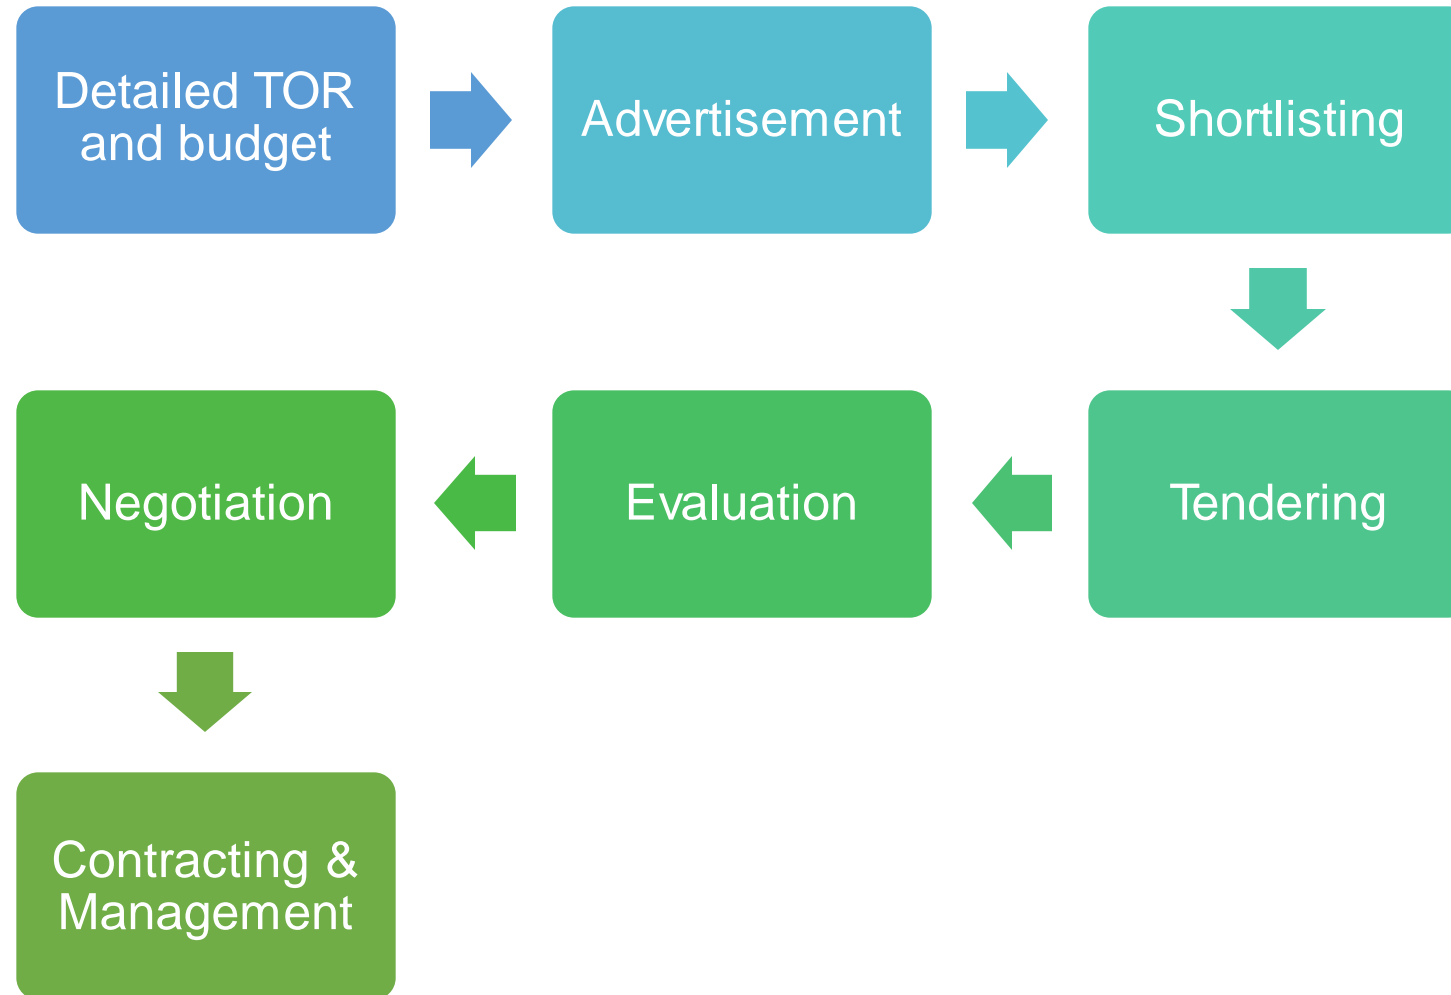 Detailed TOR
and budget
Advertisement
Shortlisting
Tendering
Evaluation
Negotiation
Contracting &
Management